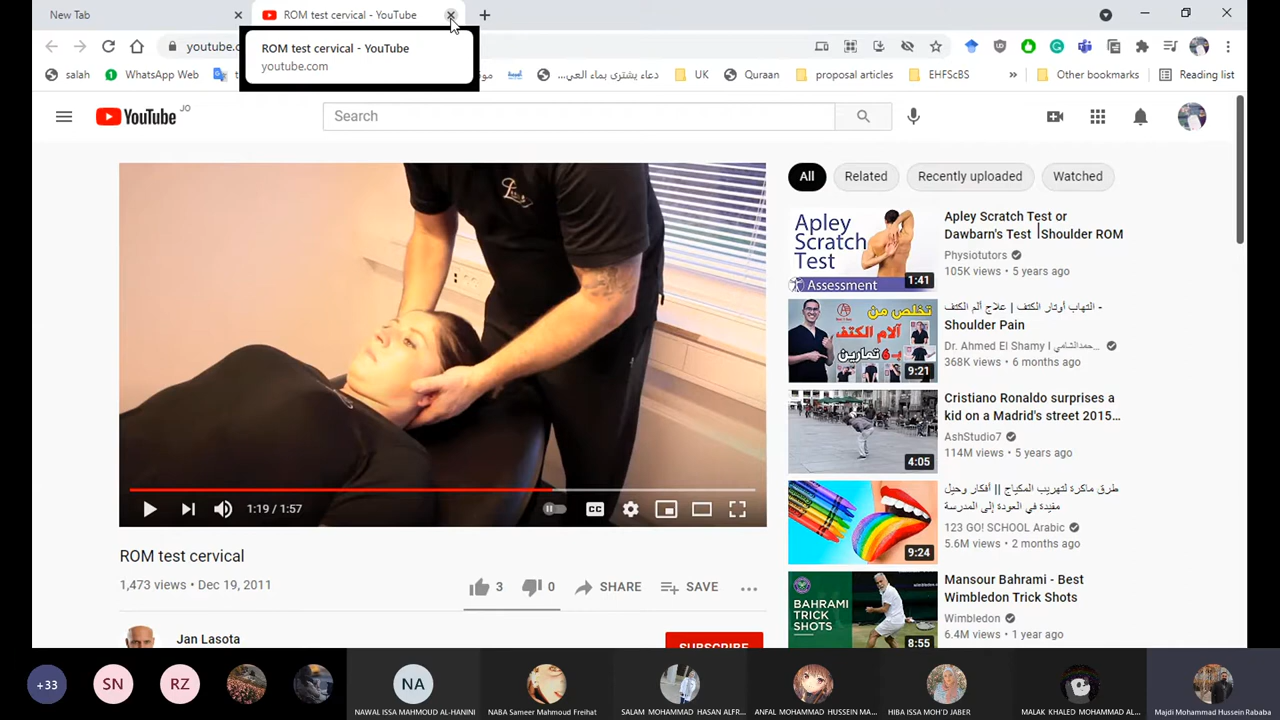 New Tab
ROM test cervical - YouTube
ROM test cervical - YouTube
youtube.com
youtube.c
salah
WhatsApp Web
دعاء يشترى بماء العي...
UK
Quraan
proposal articles
EHFScBS
»
Other bookmarks
Reading list
YouTube JO
Search
All
Related
Recently uploaded
Watched
Apley
Scratch
Test
Assessment
1:41
Apley Scratch Test or
Dawbarn's Test | Shoulder ROM
Physiotutors
105K views • 5 years ago
تخلص من
آلام الكتف
بـ6 تمارين
9:21
التهاب أوتار الكتف | علاج ألم الكتف -
Shoulder Pain
Dr. Ahmed El Shamy I حمدالشامي...
368K views • 6 months ago
4:05
Cristiano Ronaldo surprises a
kid on a Madrid's street 2015...
AshStudio7
114M views • 5 years ago
9:24
طرق ماكرة لتهريب المكياج || أفكار وحيل
مفيدة في العودة إلى المدرسة
123 GO! SCHOOL Arabic
5.6M views • 2 months ago
BAHRAMI
TRICK
SHOTS
8:55
Mansour Bahrami - Best
Wimbledon Trick Shots
Wimbledon
6.4M views • 1 year ago
1:19 / 1:57
CC
ROM test cervical
1,473 views • Dec 19, 2011
3
0
SHARE
SAVE
Jan Lasota
SUBSCRIBE
+33
SN
RZ
NA
NAWAL ISSA MAHMOUD AL-HANINI
NABA Sameer Mahmoud Freihat
SALAM MOHAMMAD HASAN ALFR...
ANFAL MOHAMMAD HUSSEIN MA...
HIBA ISSA MOH'D JABER
MALAK KHALED MOHAMMAD AL...
Majdi Mohammad Hussein Rababa